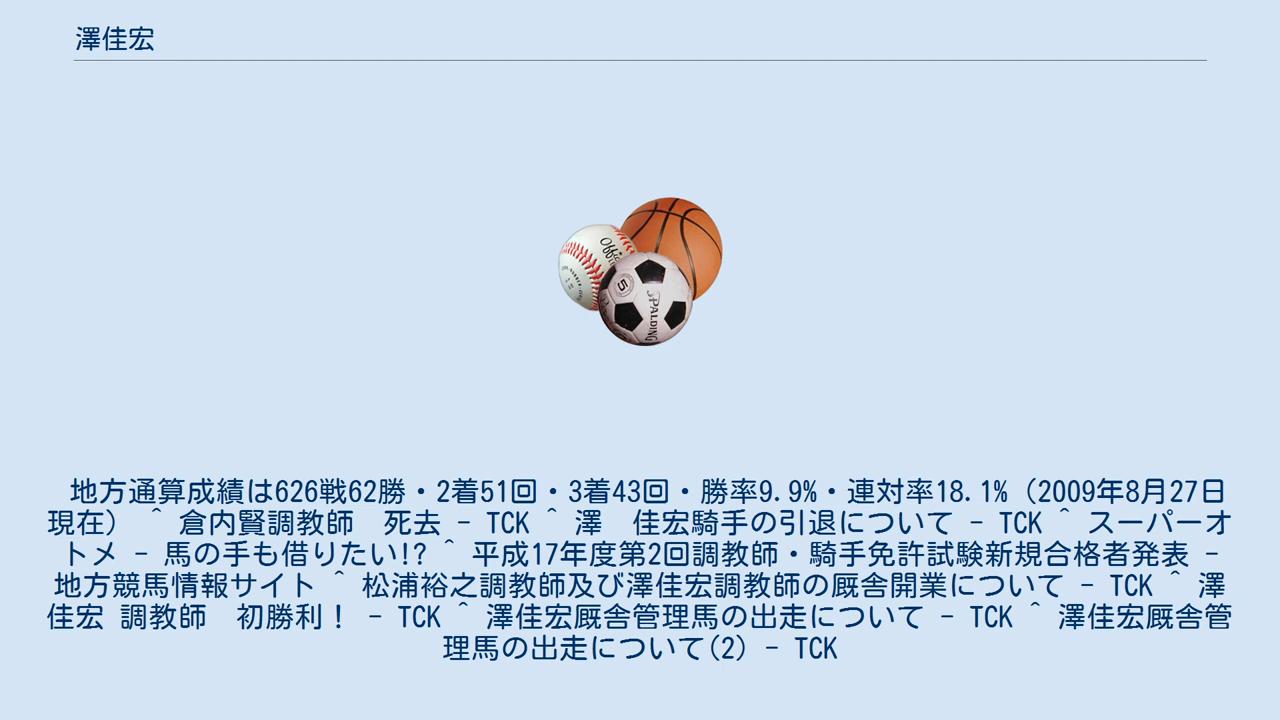 澤佳宏
Offic
5
SPALDING
地方通算成績は626戦62勝・2着51回・3着43回・勝率9.9%・連対率18.1%（2009年8月27日
現在） ^ 倉内賢調教師　死去 - TCK ^ 澤　佳宏騎手の引退について - TCK ^ スーパーオ
トメ - 馬の手も借りたい!? ^ 平成17年度第2回調教師・騎手免許試験新規合格者発表 -
地方競馬情報サイト ^ 松浦裕之調教師及び澤佳宏調教師の厩舎開業について - TCK ^ 澤
佳宏 調教師　初勝利！ - TCK ^ 澤佳宏厩舎管理馬の出走について - TCK ^ 澤佳宏厩舎管
理馬の出走について(2) - TCK